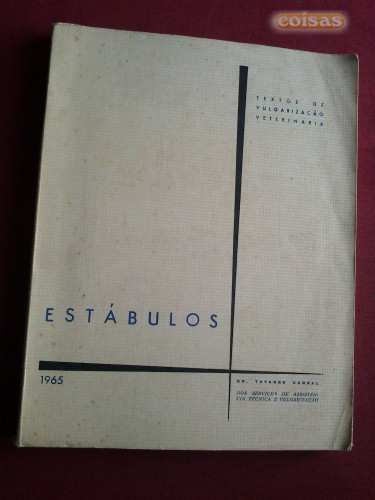 coisas
TEXTOS DE
VULGARIZAÇÃO
VETERINÁRIA
ESTÁBULOS
1965
DR. TAVARES CABRAL
DOS SERVIÇOS DE ASSISTÊN-
CIA TÉCNICA E VULGARIZAÇÃO